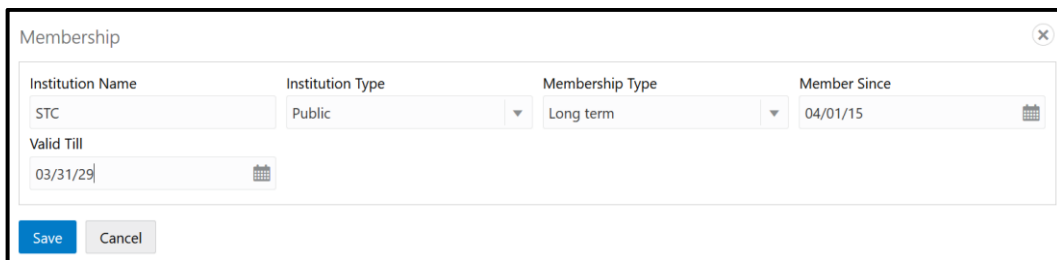 Membership
Institution Name Institution Type Membership Type Member Since
STC Public Long term 04/01/15
Valid Till
03/31/29
Save Cancel